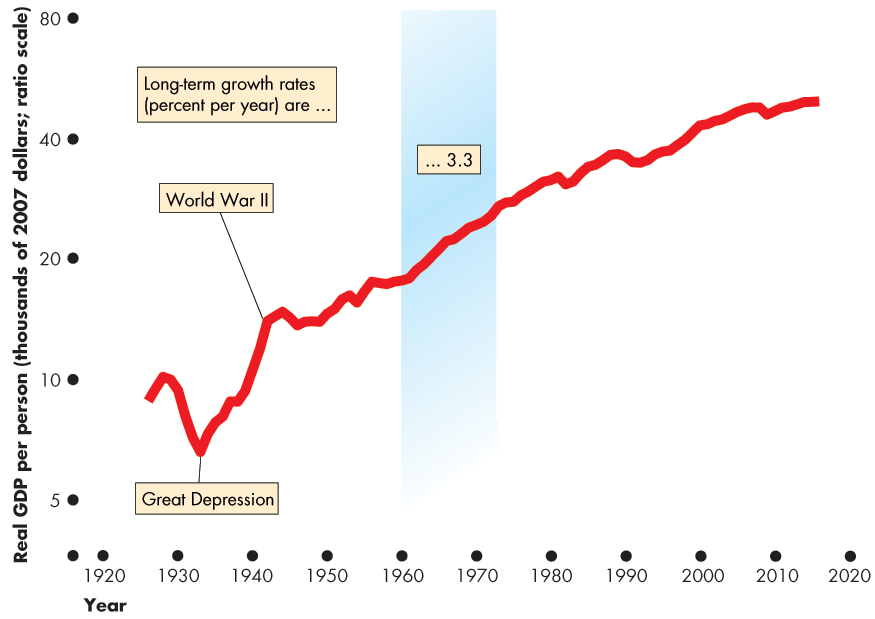 Real GDP per person (thousands of 2007 dollars; ratio scale)
80
40
20
10
5
Long-term growth rates
(percent per year) are ...
... 3.3
World War II
Great Depression
1920 1930 1940 1950 1960 1970 1980 1990 2000 2010 2020
Year